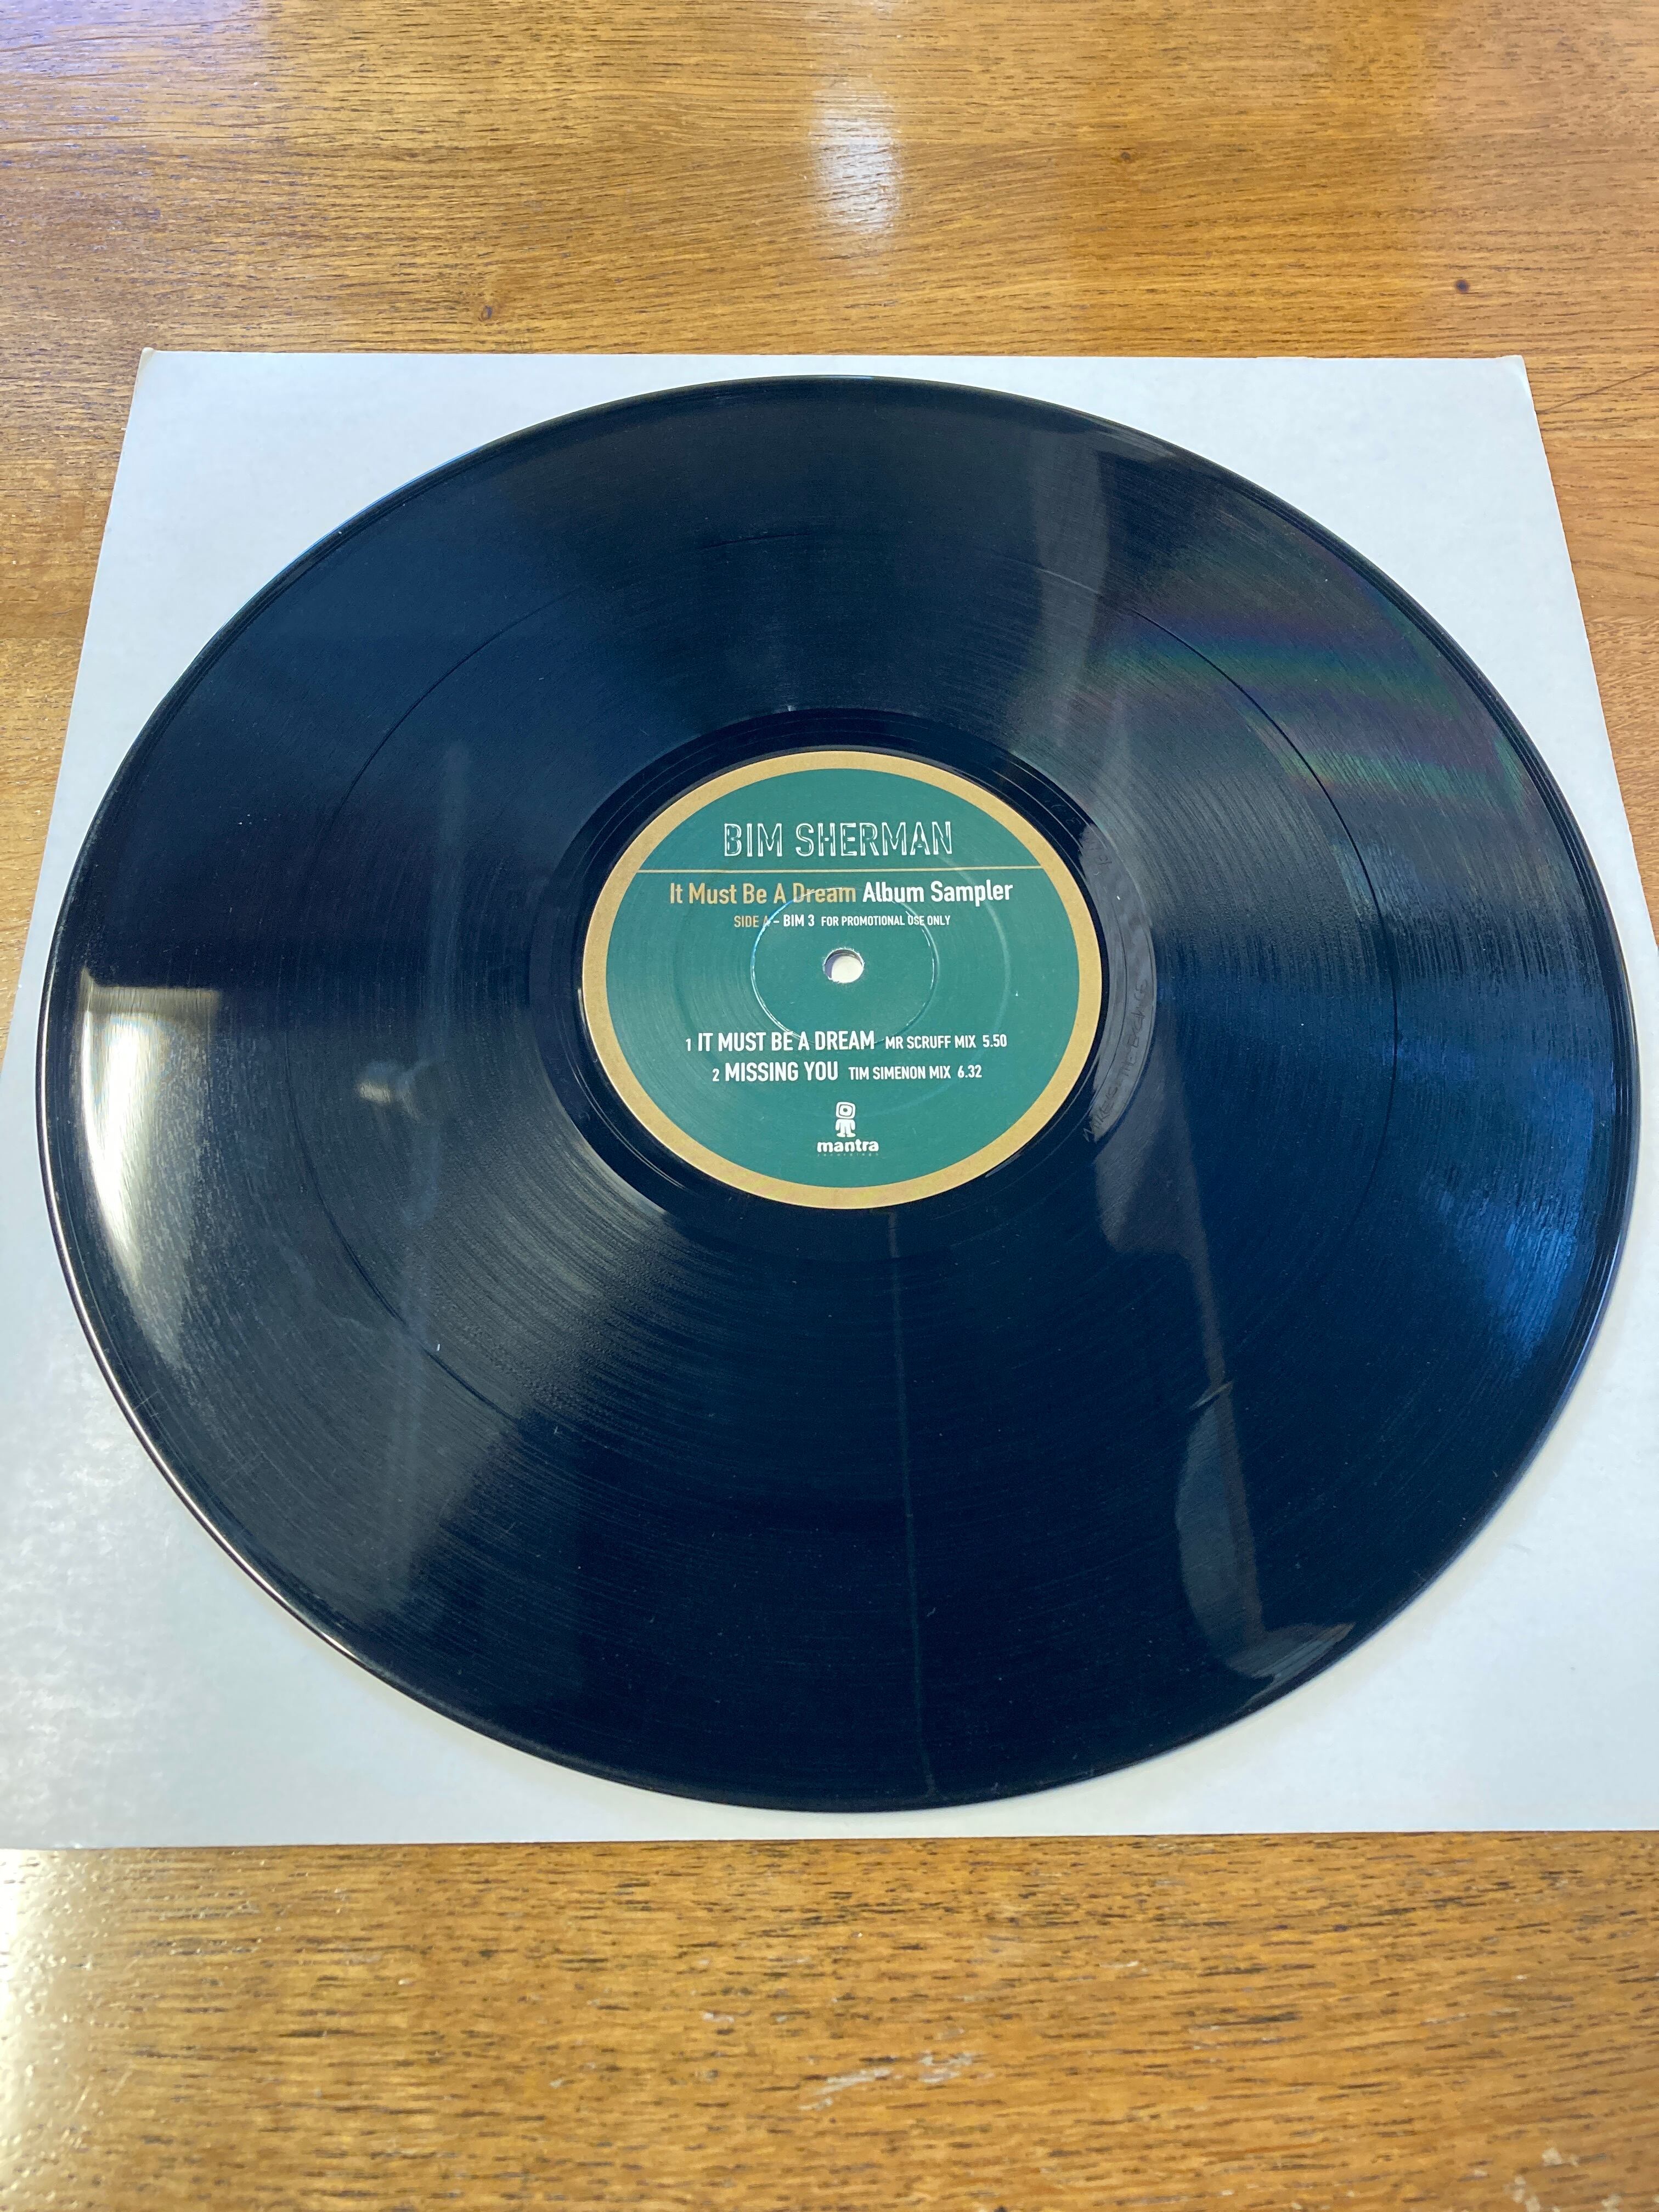 BIM SHERMAN
It Must Be A Dream Album Sampler
SIDE A - BIM 3 FOR PROMOTIONAL USE ONLY
1 IT MUST BE A DREAM MR SCRUFF MIX 5.50
2 MISSING YOU TIM SIMENON MIX 6.32
mantra
recordings